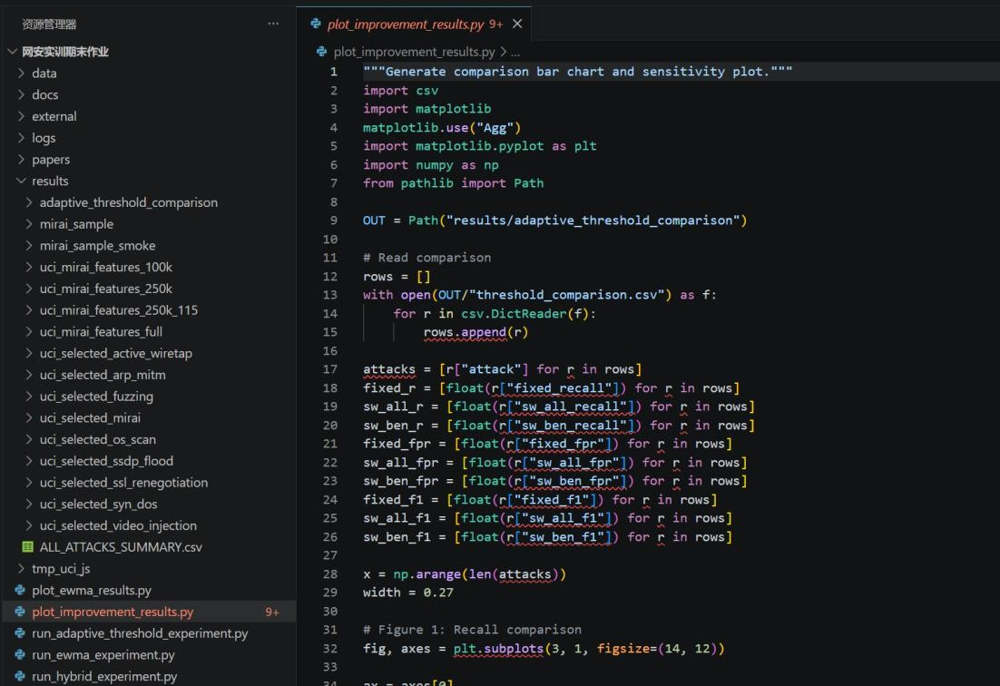 资源管理器
···
网安实训期末作业
data
docs
external
logs
papers
results
adaptive_threshold_comparison
mirai_sample
mirai_sample_smoke
uci_mirai_features_100k
uci_mirai_features_250k
uci_mirai_features_250k_115
uci_mirai_features_full
uci_selected_active_wiretap
uci_selected_arp_mitm
uci_selected_fuzzing
uci_selected_mirai
uci_selected_os_scan
uci_selected_ssdp_flood
uci_selected_ssl_renegotiation
uci_selected_syn_dos
uci_selected_video_injection
ALL_ATTACKS_SUMMARY.csv
tmp_uci_js
plot_ewma_results.py
plot_improvement_results.py 9+
run_adaptive_threshold_experiment.py
run_ewma_experiment.py
run_hybrid_experiment.py
plot_improvement_results.py 9+
plot_improvement_results.py > ...
1 """Generate comparison bar chart and sensitivity plot."""
2 import csv
3 import matplotlib
4 matplotlib.use("Agg")
5 import matplotlib.pyplot as plt
6 import numpy as np
7 from pathlib import Path
8
9 OUT = Path("results/adaptive_threshold_comparison")
10
11 # Read comparison
12 rows = []
13 with open(OUT/"threshold_comparison.csv") as f:
14     for r in csv.DictReader(f):
15         rows.append(r)
16
17 attacks = [r["attack"] for r in rows]
18 fixed_r = [float(r["fixed_recall"]) for r in rows]
19 sw_all_r = [float(r["sw_all_recall"]) for r in rows]
20 sw_ben_r = [float(r["sw_ben_recall"]) for r in rows]
21 fixed_fpr = [float(r["fixed_fpr"]) for r in rows]
22 sw_all_fpr = [float(r["sw_all_fpr"]) for r in rows]
23 sw_ben_fpr = [float(r["sw_ben_fpr"]) for r in rows]
24 fixed_f1 = [float(r["fixed_f1"]) for r in rows]
25 sw_all_f1 = [float(r["sw_all_f1"]) for r in rows]
26 sw_ben_f1 = [float(r["sw_ben_f1"]) for r in rows]
27
28 x = np.arange(len(attacks))
29 width = 0.27
30
31 # Figure 1: Recall comparison
32 fig, axes = plt.subplots(3, 1, figsize=(14, 12))
33
34 ax = axes[0]